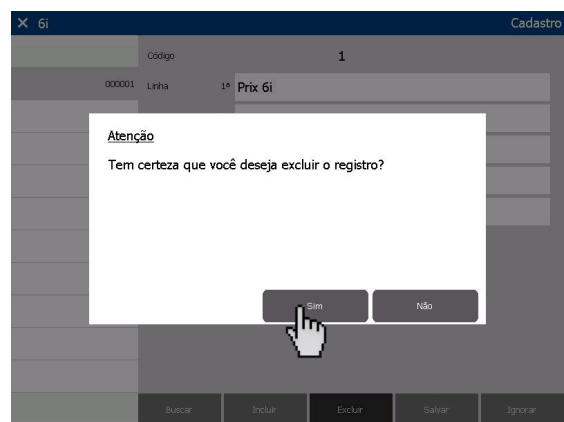 6i Cadastro
Código 1
000001 Linha 1ª Prix 6i
Atenção
Tem certeza que você deseja excluir o registro?
Sim Não
Buscar Incluir Excluir Salvar Ignorar